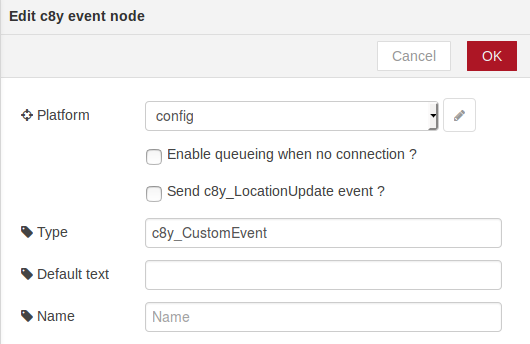 Edit c8y event node
Cancel
OK
Platform
config
Enable queueing when no connection ?
Send c8y_LocationUpdate event ?
Type
c8y_CustomEvent
Default text
Name
Name